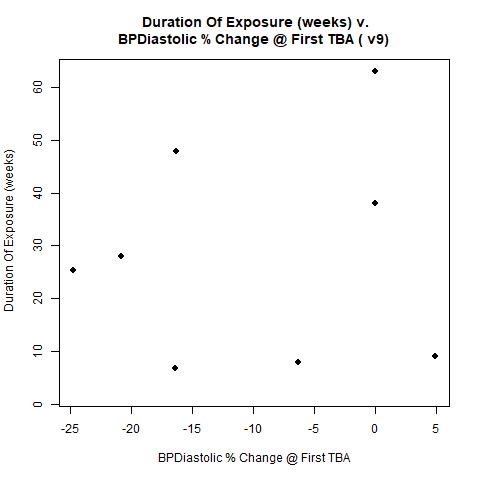 Duration Of Exposure (weeks) v.
BPDiastolic % Change @ First TBA ( v9)
Duration Of Exposure (weeks)
60
50
40
30
20
10
0
-25 -20 -15 -10 -5 0 5
BPDiastolic % Change @ First TBA